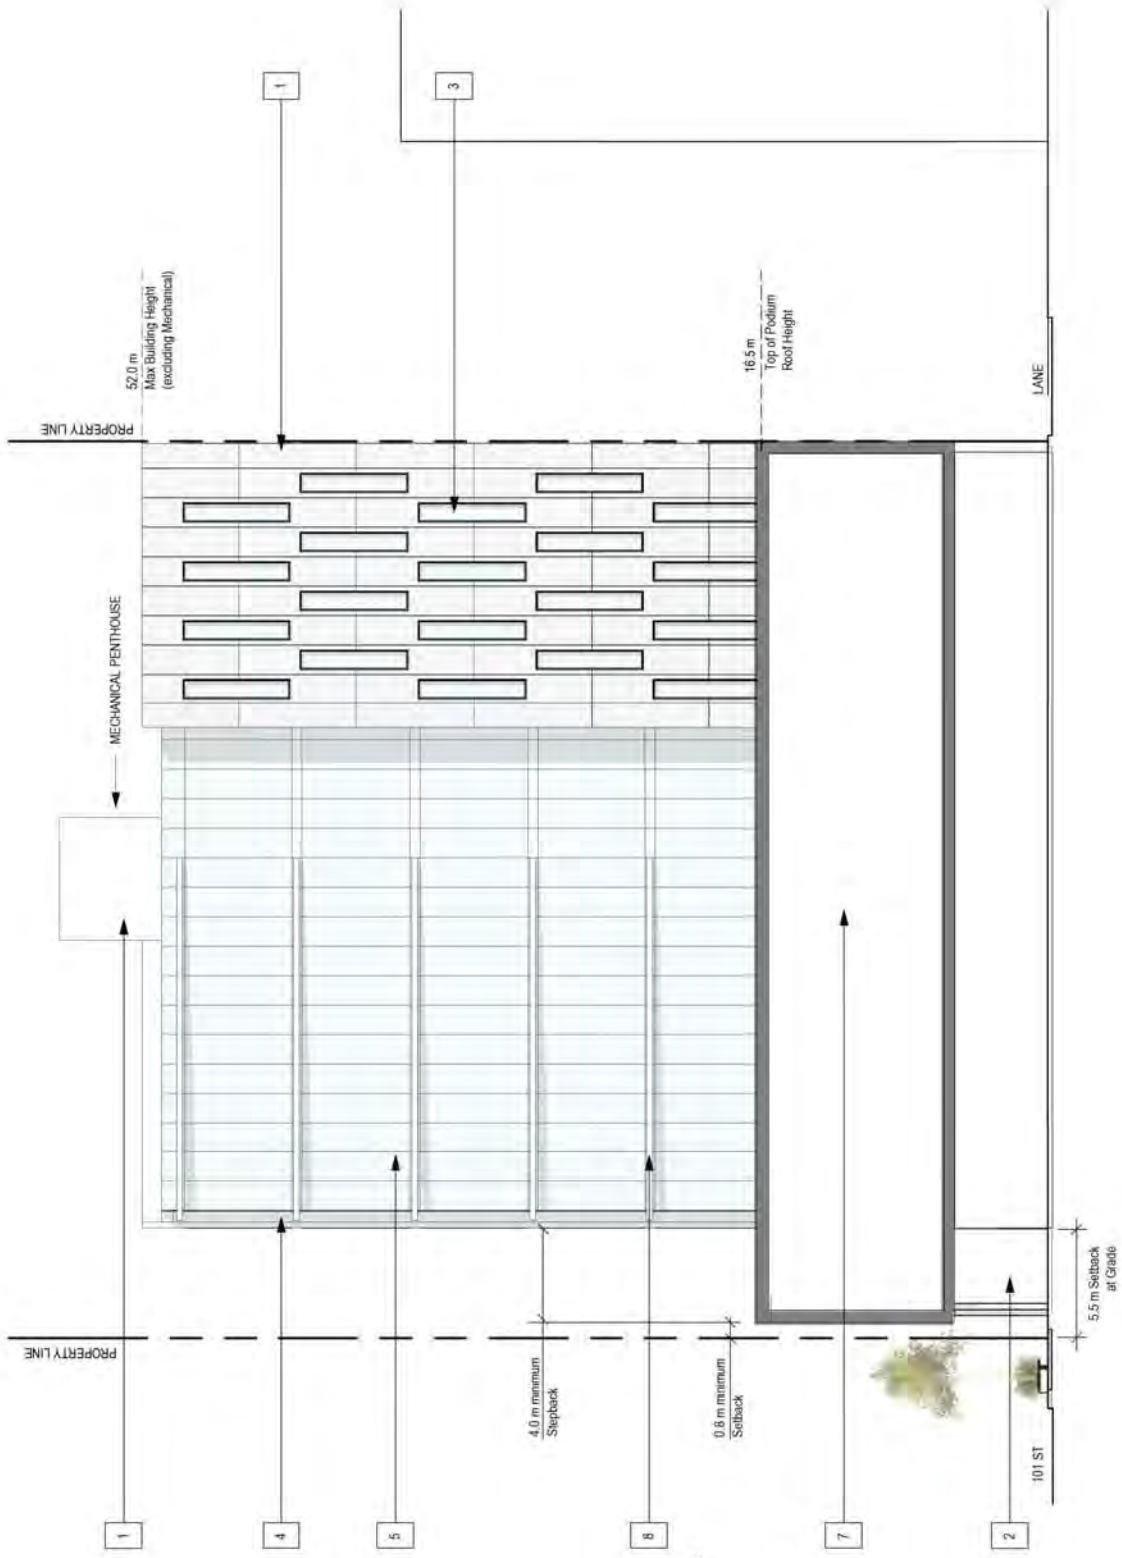 1
3
PROPERTY LINE
52.0 m
Max Building Height
(excluding Mechanical)
16.5 m
Top of Podium
Roof Height
LANE
MECHANICAL PENTHOUSE
PROPERTY LINE
4.0 m minimum
Stepback
0.8 m minimum
Setback
5.5 m Setback
at Grade
101 ST
1
4
5
8
7
2